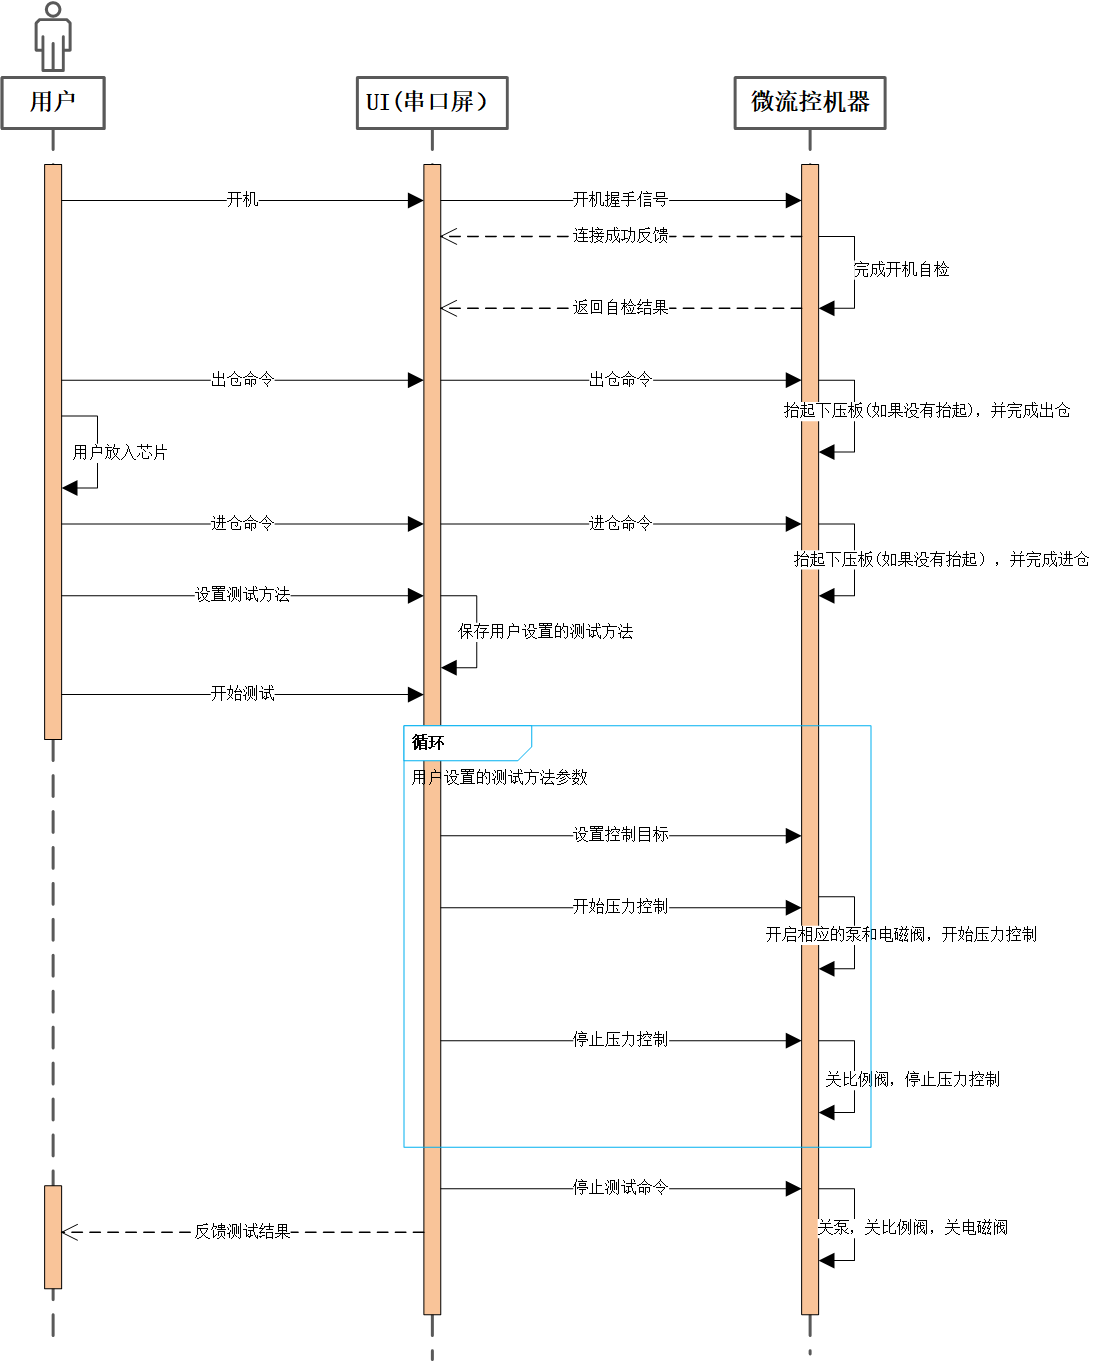 用户
UI(串口屏）
微流控机器
开机
开机握手信号
连接成功反馈
完成开机自检
返回自检结果
出仓命令
出仓命令
抬起下压板(如果没有抬起)，并完成出仓
用户放入芯片
进仓命令
进仓命令
抬起下压板(如果没有抬起），并完成进仓
设置测试方法
保存用户设置的测试方法
开始测试
循环
用户设置的测试方法参数
设置控制目标
开始压力控制
开启相应的泵和电磁阀，开始压力控制
停止压力控制
关比例阀，停止压力控制
停止测试命令
关泵，关比例阀，关电磁阀
反馈测试结果